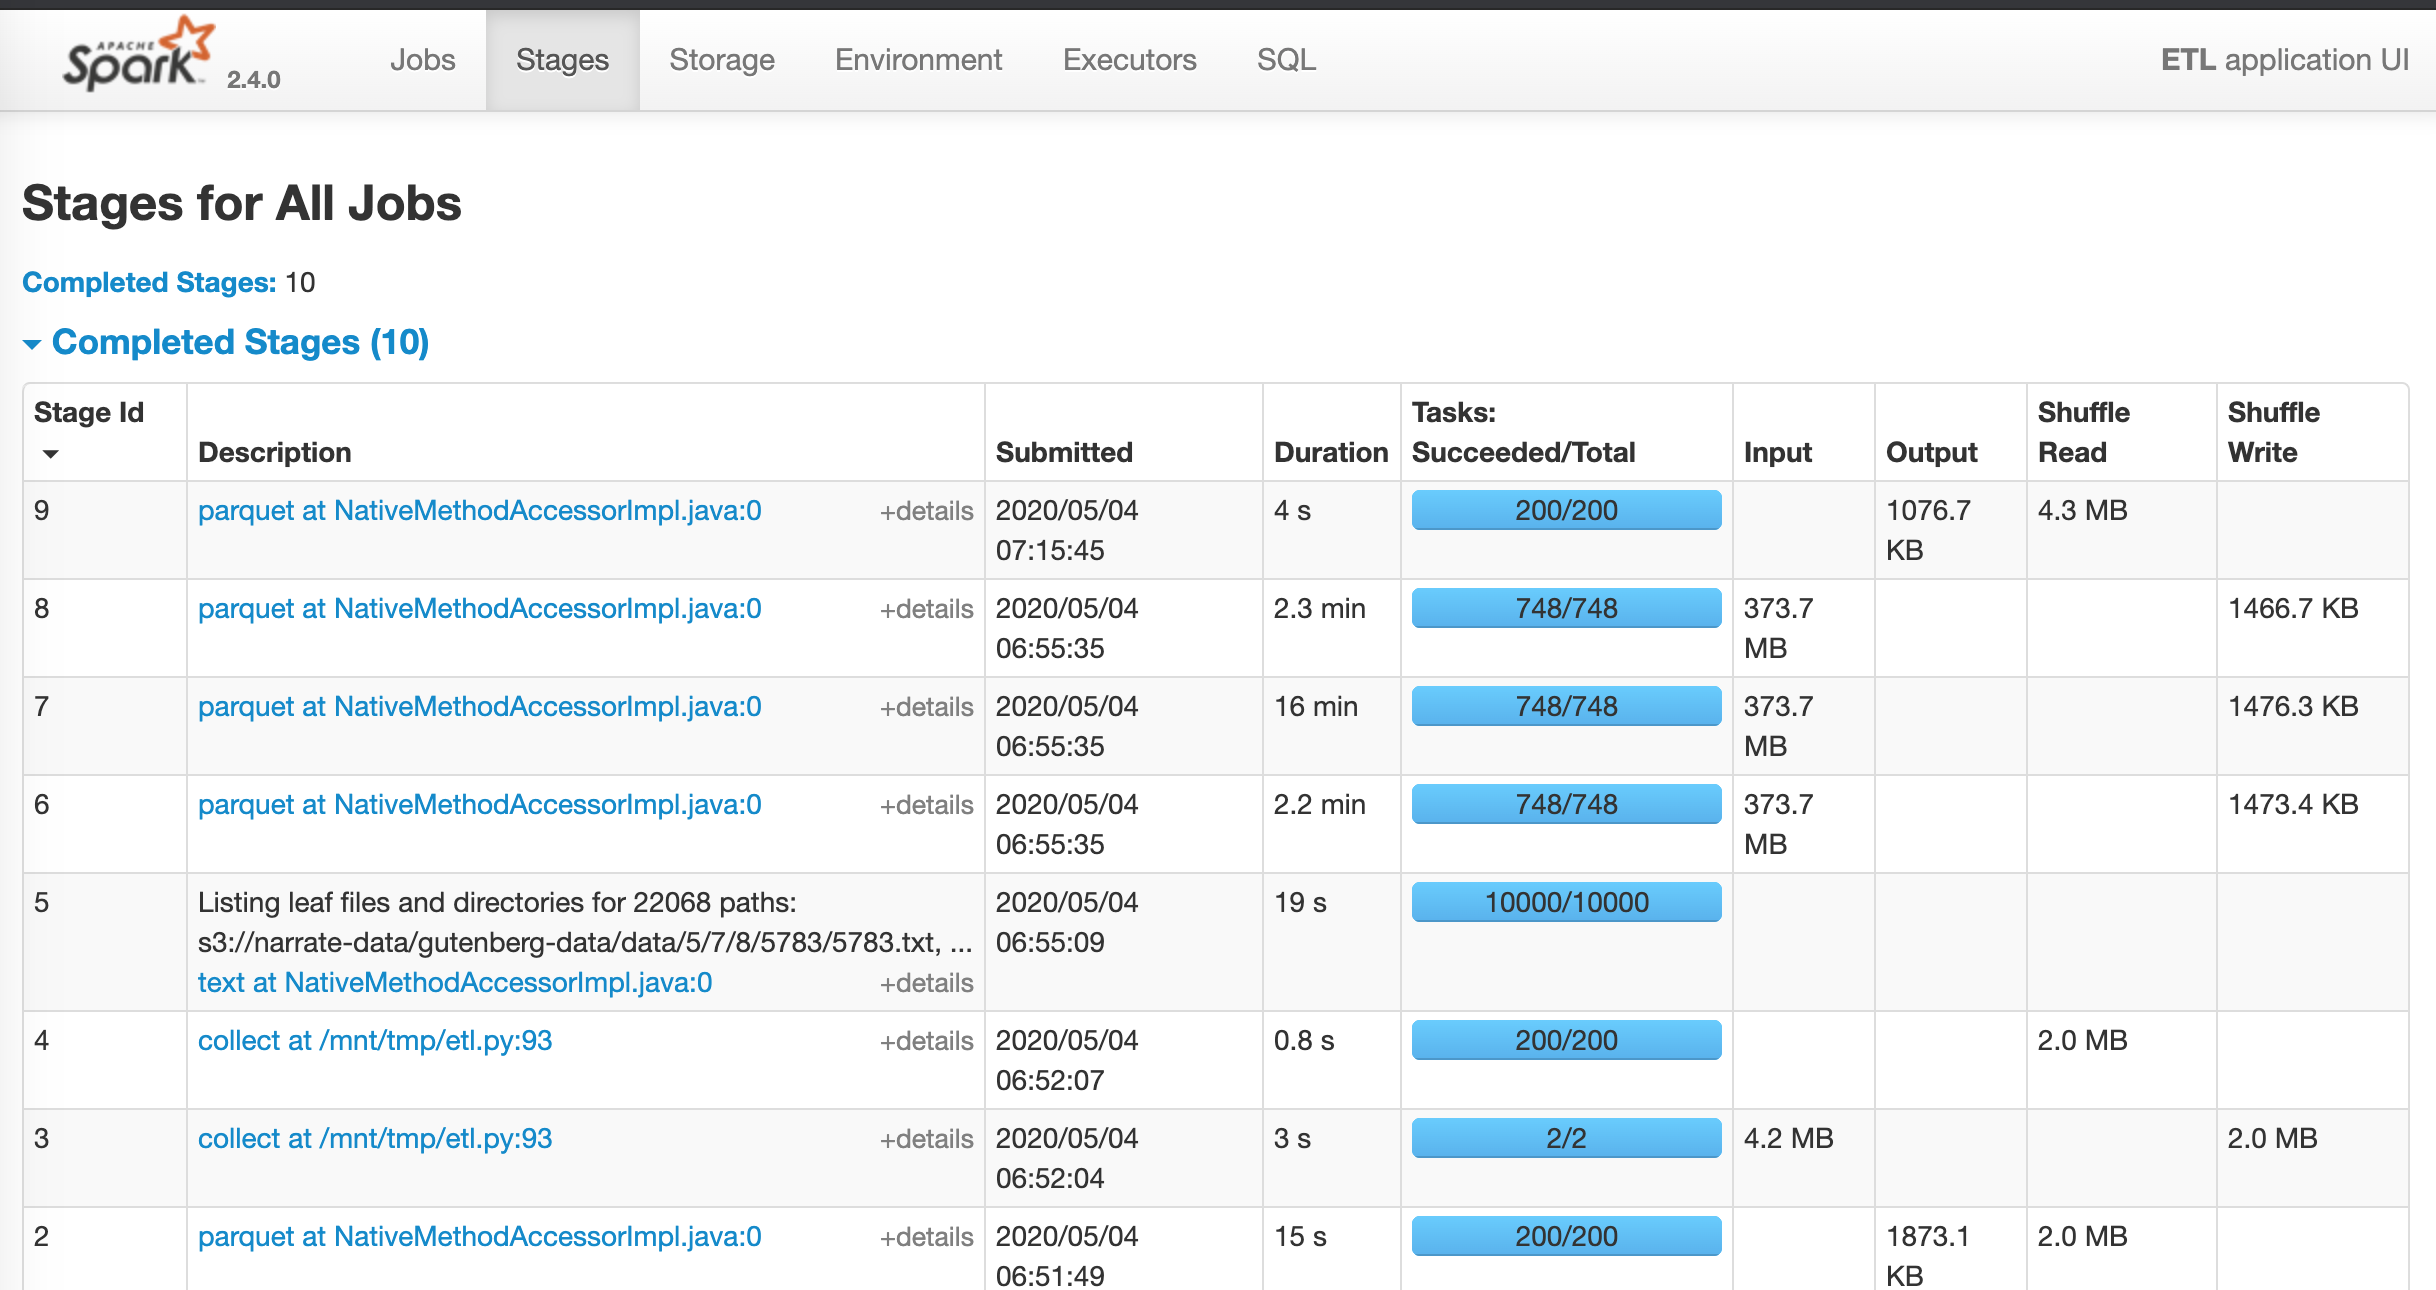 APACHE
Spark 2.4.0 Jobs Stages Storage Environment Executors SQL ETL application UI
Stages for All Jobs
Completed Stages: 10
Completed Stages (10)
Stage Id Description Submitted Duration Tasks: Succeeded/Total Input Output Shuffle Read Shuffle Write
9 parquet at NativeMethodAccessorImpl.java:0 +details 2020/05/04 07:15:45 4 s 200/200 1076.7 KB 4.3 MB
8 parquet at NativeMethodAccessorImpl.java:0 +details 2020/05/04 06:55:35 2.3 min 748/748 373.7 MB 1466.7 KB
7 parquet at NativeMethodAccessorImpl.java:0 +details 2020/05/04 06:55:35 16 min 748/748 373.7 MB 1476.3 KB
6 parquet at NativeMethodAccessorImpl.java:0 +details 2020/05/04 06:55:35 2.2 min 748/748 373.7 MB 1473.4 KB
5 Listing leaf files and directories for 22068 paths:
s3://narrate-data/gutenberg-data/data/5/7/8/5783/5783.txt, ...
text at NativeMethodAccessorImpl.java:0 +details 2020/05/04 06:55:09 19 s 10000/10000
4 collect at /mnt/tmp/etl.py:93 +details 2020/05/04 06:52:07 0.8 s 200/200 2.0 MB
3 collect at /mnt/tmp/etl.py:93 +details 2020/05/04 06:52:04 3 s 2/2 4.2 MB 2.0 MB
2 parquet at NativeMethodAccessorImpl.java:0 +details 2020/05/04 06:51:49 15 s 200/200 1873.1 KB 2.0 MB